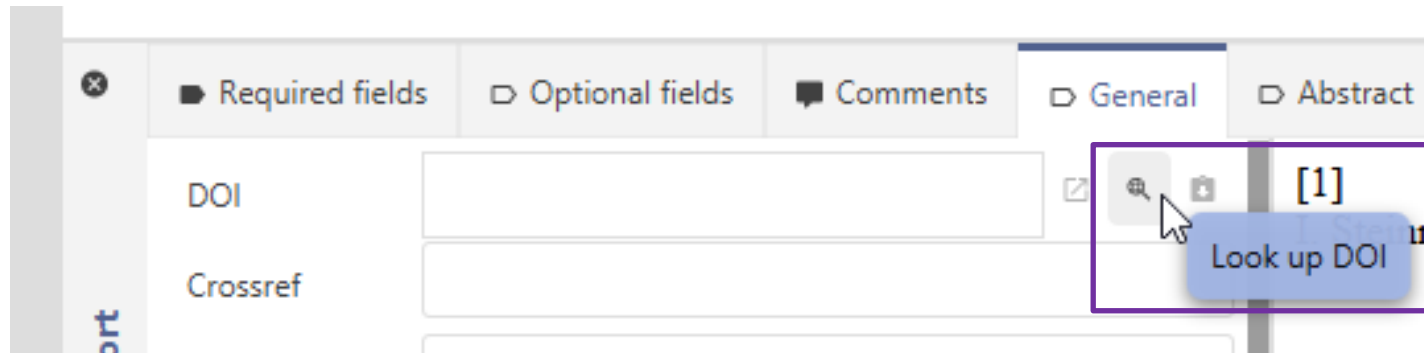 Required fields Optional fields Comments General Abstract
DOI
[1]
Look up DOI
Crossref